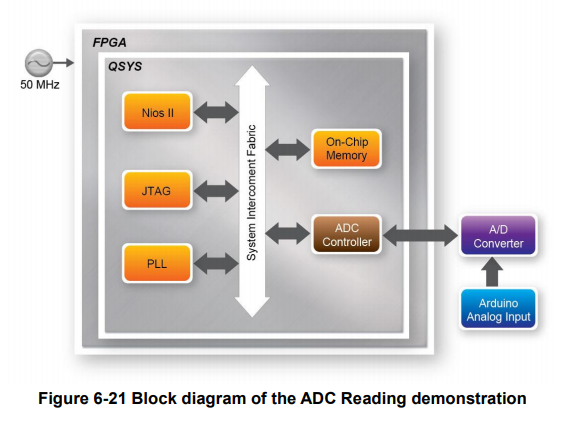 FPGA
QSYS
50 MHz
Nios II
JTAG
PLL
System Intercoment Fabric
On-Chip
Memory
ADC
Controller
A/D
Converter
Arduino
Analog Input
Figure 6-21 Block diagram of the ADC Reading demonstration